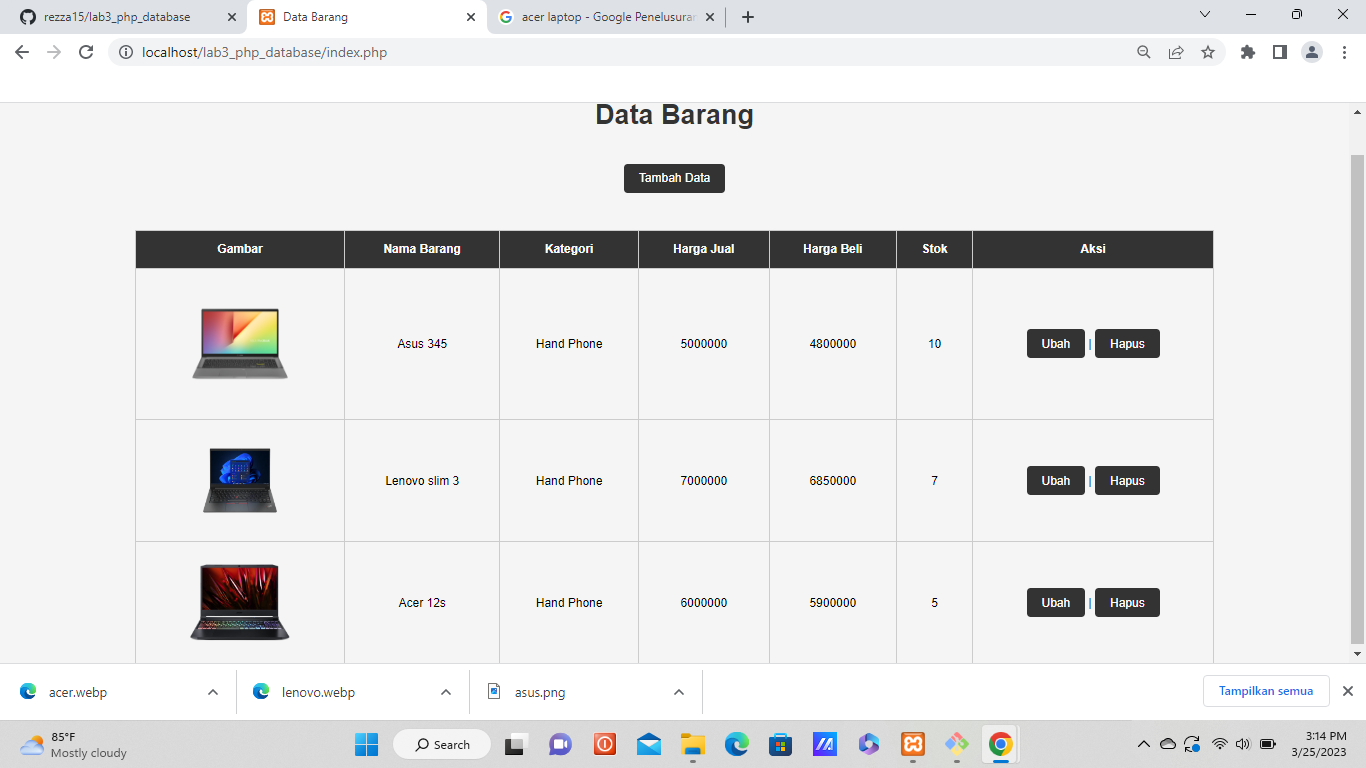 rezza15/lab3_php_database
Data Barang
acer laptop - Google Penelusuran
localhost/lab3_php_database/index.php
Data Barang
Tambah Data
Gambar Nama Barang Kategori Harga Jual Harga Beli Stok Aksi
Asus 345 Hand Phone 5000000 4800000 10 Ubah | Hapus
Lenovo slim 3 Hand Phone 7000000 6850000 7 Ubah | Hapus
Acer 12s Hand Phone 6000000 5900000 5 Ubah | Hapus
acer.webp
lenovo.webp
asus.png
Tampilkan semua
85°F
Mostly cloudy
Search
3:14 PM
3/25/2023